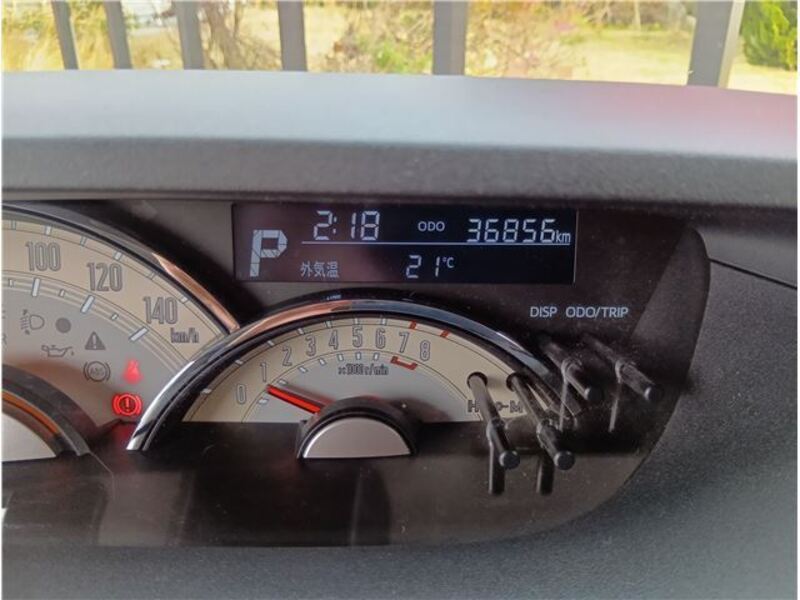 2:18 ODO 36856km
P
外気温 21°C
DISP ODO/TRIP
100 120 140
km/h
0 1 2 3 4 5 6 7 8
x1000r/min
ABS